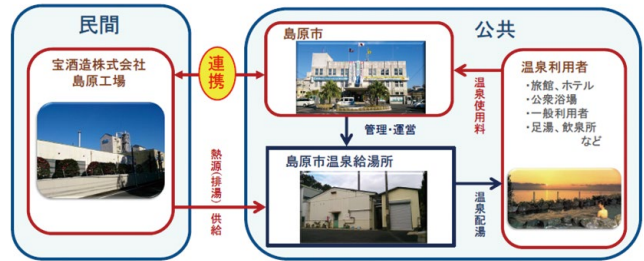 民間
宝酒造株式会社
島原工場
連携
熱源(排湯)供給
公共
島原市
管理・運営
島原市温泉給湯所
温泉使用料
温泉配湯
温泉利用者
・旅館、ホテル
・公衆浴場
・一般利用者
・足湯、飲泉所
など